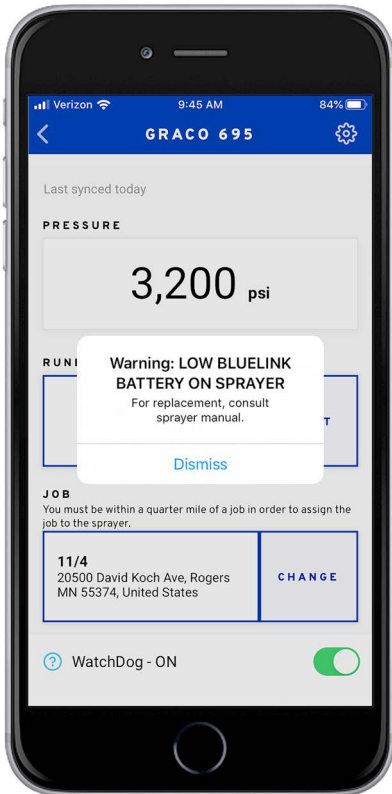 Verizon 9:45 AM 84%
GRACO 695
Last synced today
PRESSURE
3,200 psi
Warning: LOW BLUELINK
BATTERY ON SPRAYER
For replacement, consult
sprayer manual.
Dismiss
JOB
You must be within a quarter mile of a job in order to assign the
job to the sprayer.
11/4
20500 David Koch Ave, Rogers
MN 55374, United States
CHANGE
? WatchDog - ON